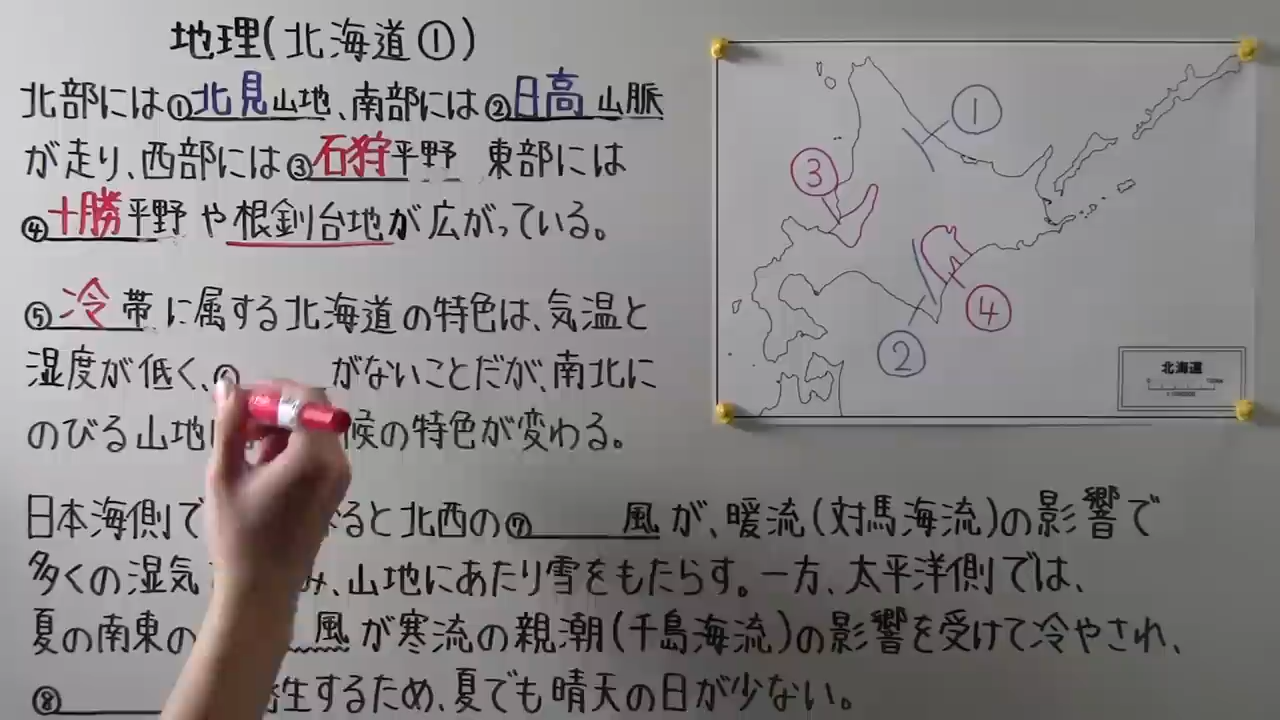 地理(北海道①)
北部には①北見山地、南部には②日高山脈
が走り、西部には③石狩平野 東部には
④十勝平野や根釧台地が広がっている。
⑤冷帯に属する北海道の特色は、気温と
湿度が低く、⑥ がないことだが、南北に
のびる山地 候の特色が変わる。
日本海側で ると北西の⑦ 風が、暖流(対馬海流)の影響で
多くの湿気 み、山地にあたり雪をもたらす。一方、太平洋側では、
夏の南東の 風が寒流の親潮(千島海流)の影響を受けて冷やされ、
⑧ 発生するため、夏でも晴天の日が少ない。
①
③
④
②
北海道
0 100km